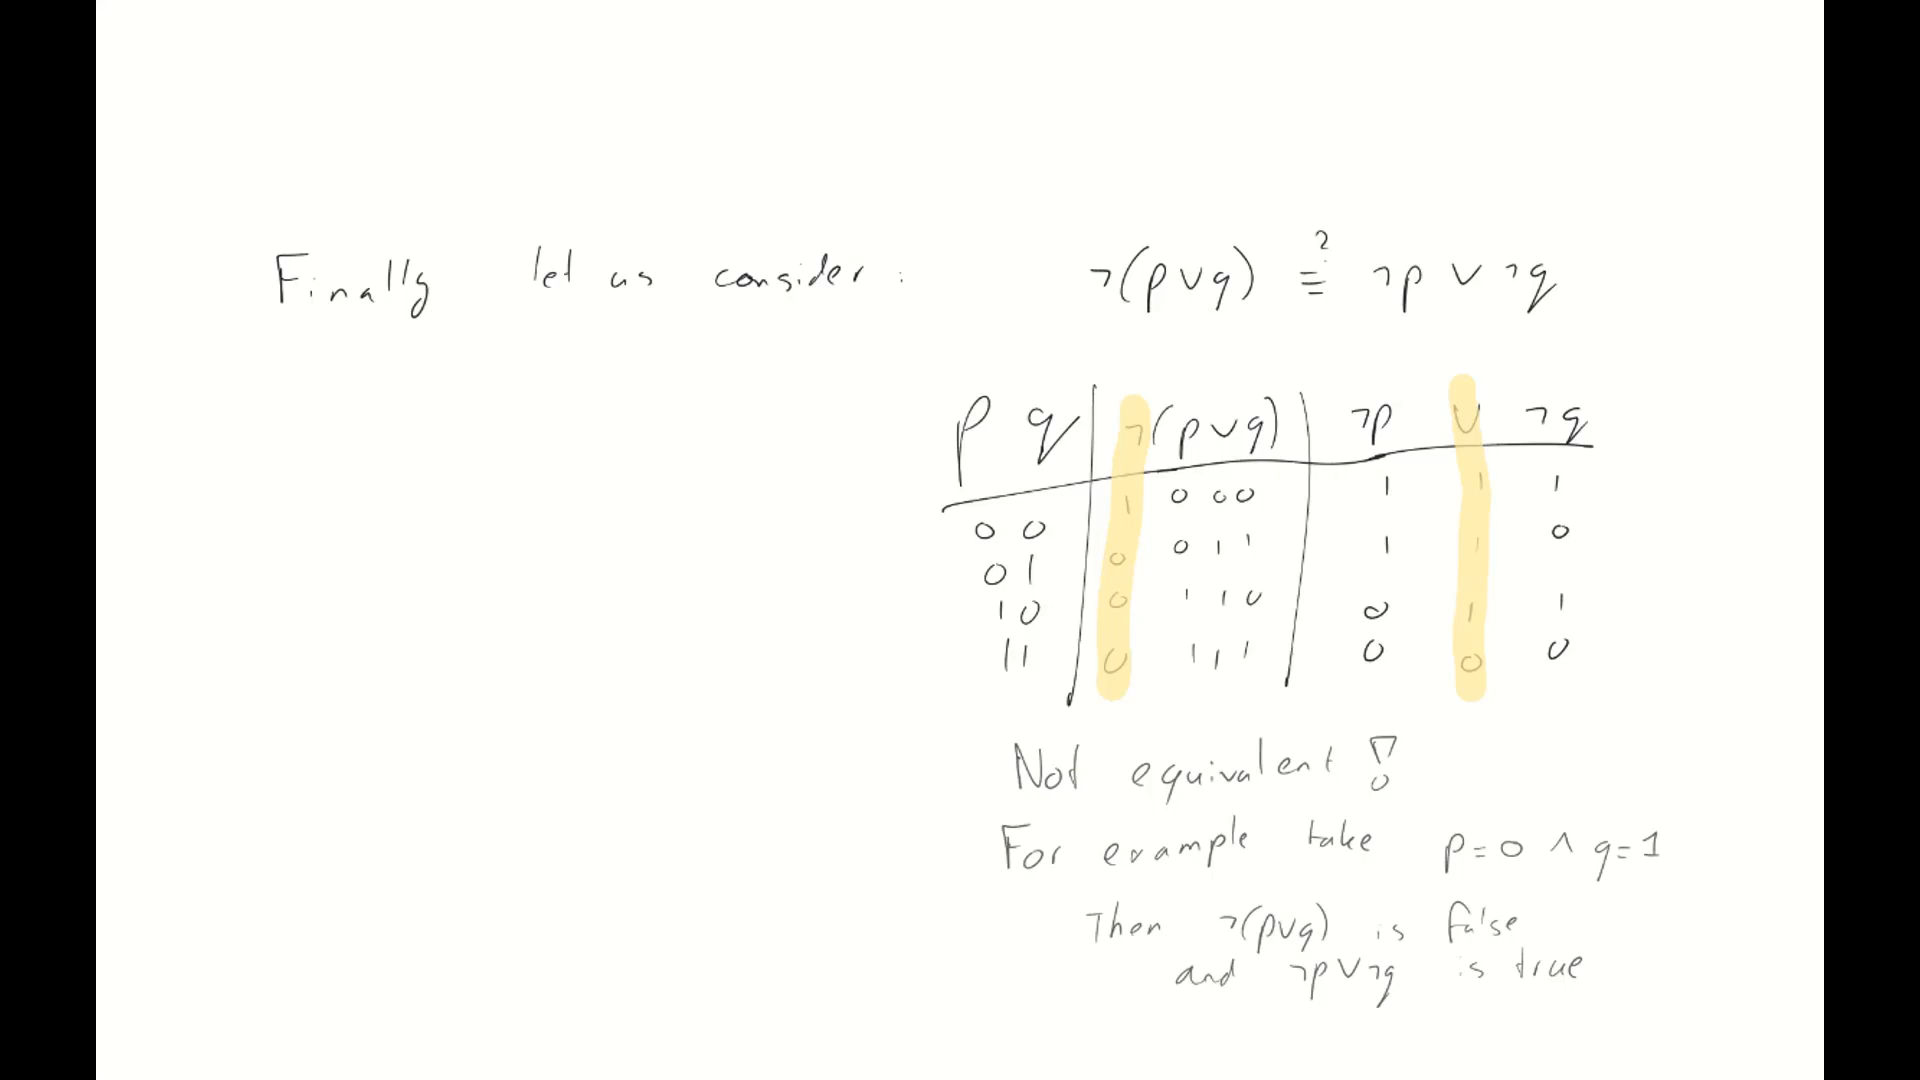 Finally let us consider: ¬(p∨q) ≡? ¬p ∨ ¬q
p q ¬(p∨q) ¬p ∨ ¬q
0 0 1 0 0 0 1 1 1
0 1 0 0 1 1 1 1 0
1 0 0 1 1 0 0 1 1
1 1 0 1 1 1 0 0 0
Not equivalent!
For example take p=0 ∧ q=1
Then ¬(p∨q) is false
and ¬p∨¬q is true